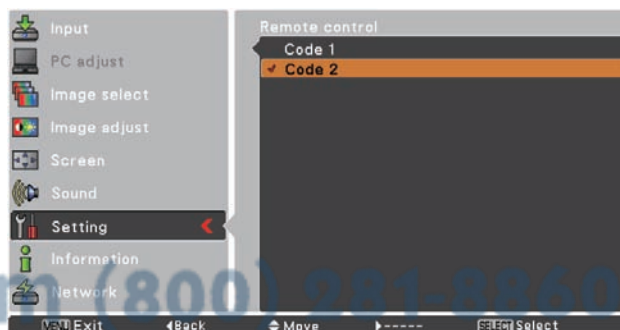 Input
PC adjust
Image select
Image adjust
Screen
Sound
Setting
Information
Network
Remote control
Code 1
Code 2
m (800) 281-8860
MENU Exit ◀Back Move ▶----- SELECT Select